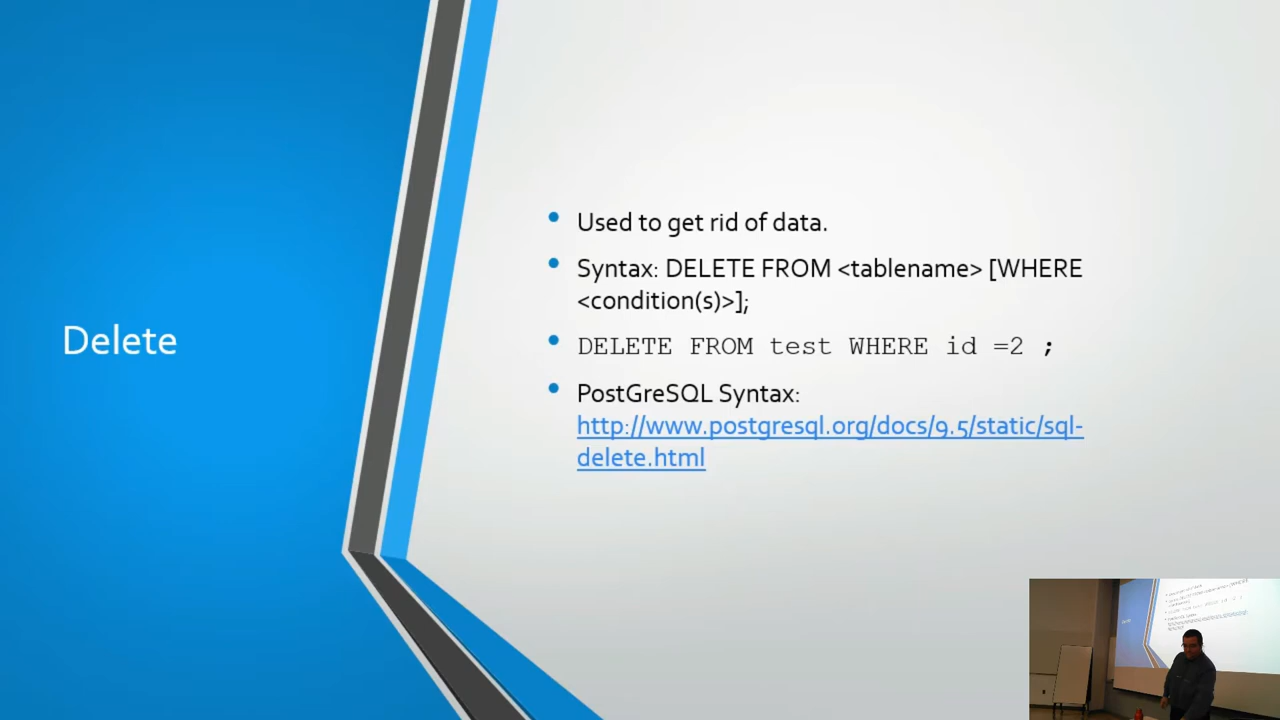 Delete
Used to get rid of data.
Syntax: DELETE FROM <tablename> [WHERE
<condition(s)>];
DELETE FROM test WHERE id =2 ;
PostGreSQL Syntax:
http://www.postgresql.org/docs/9.5/static/sql-
delete.html